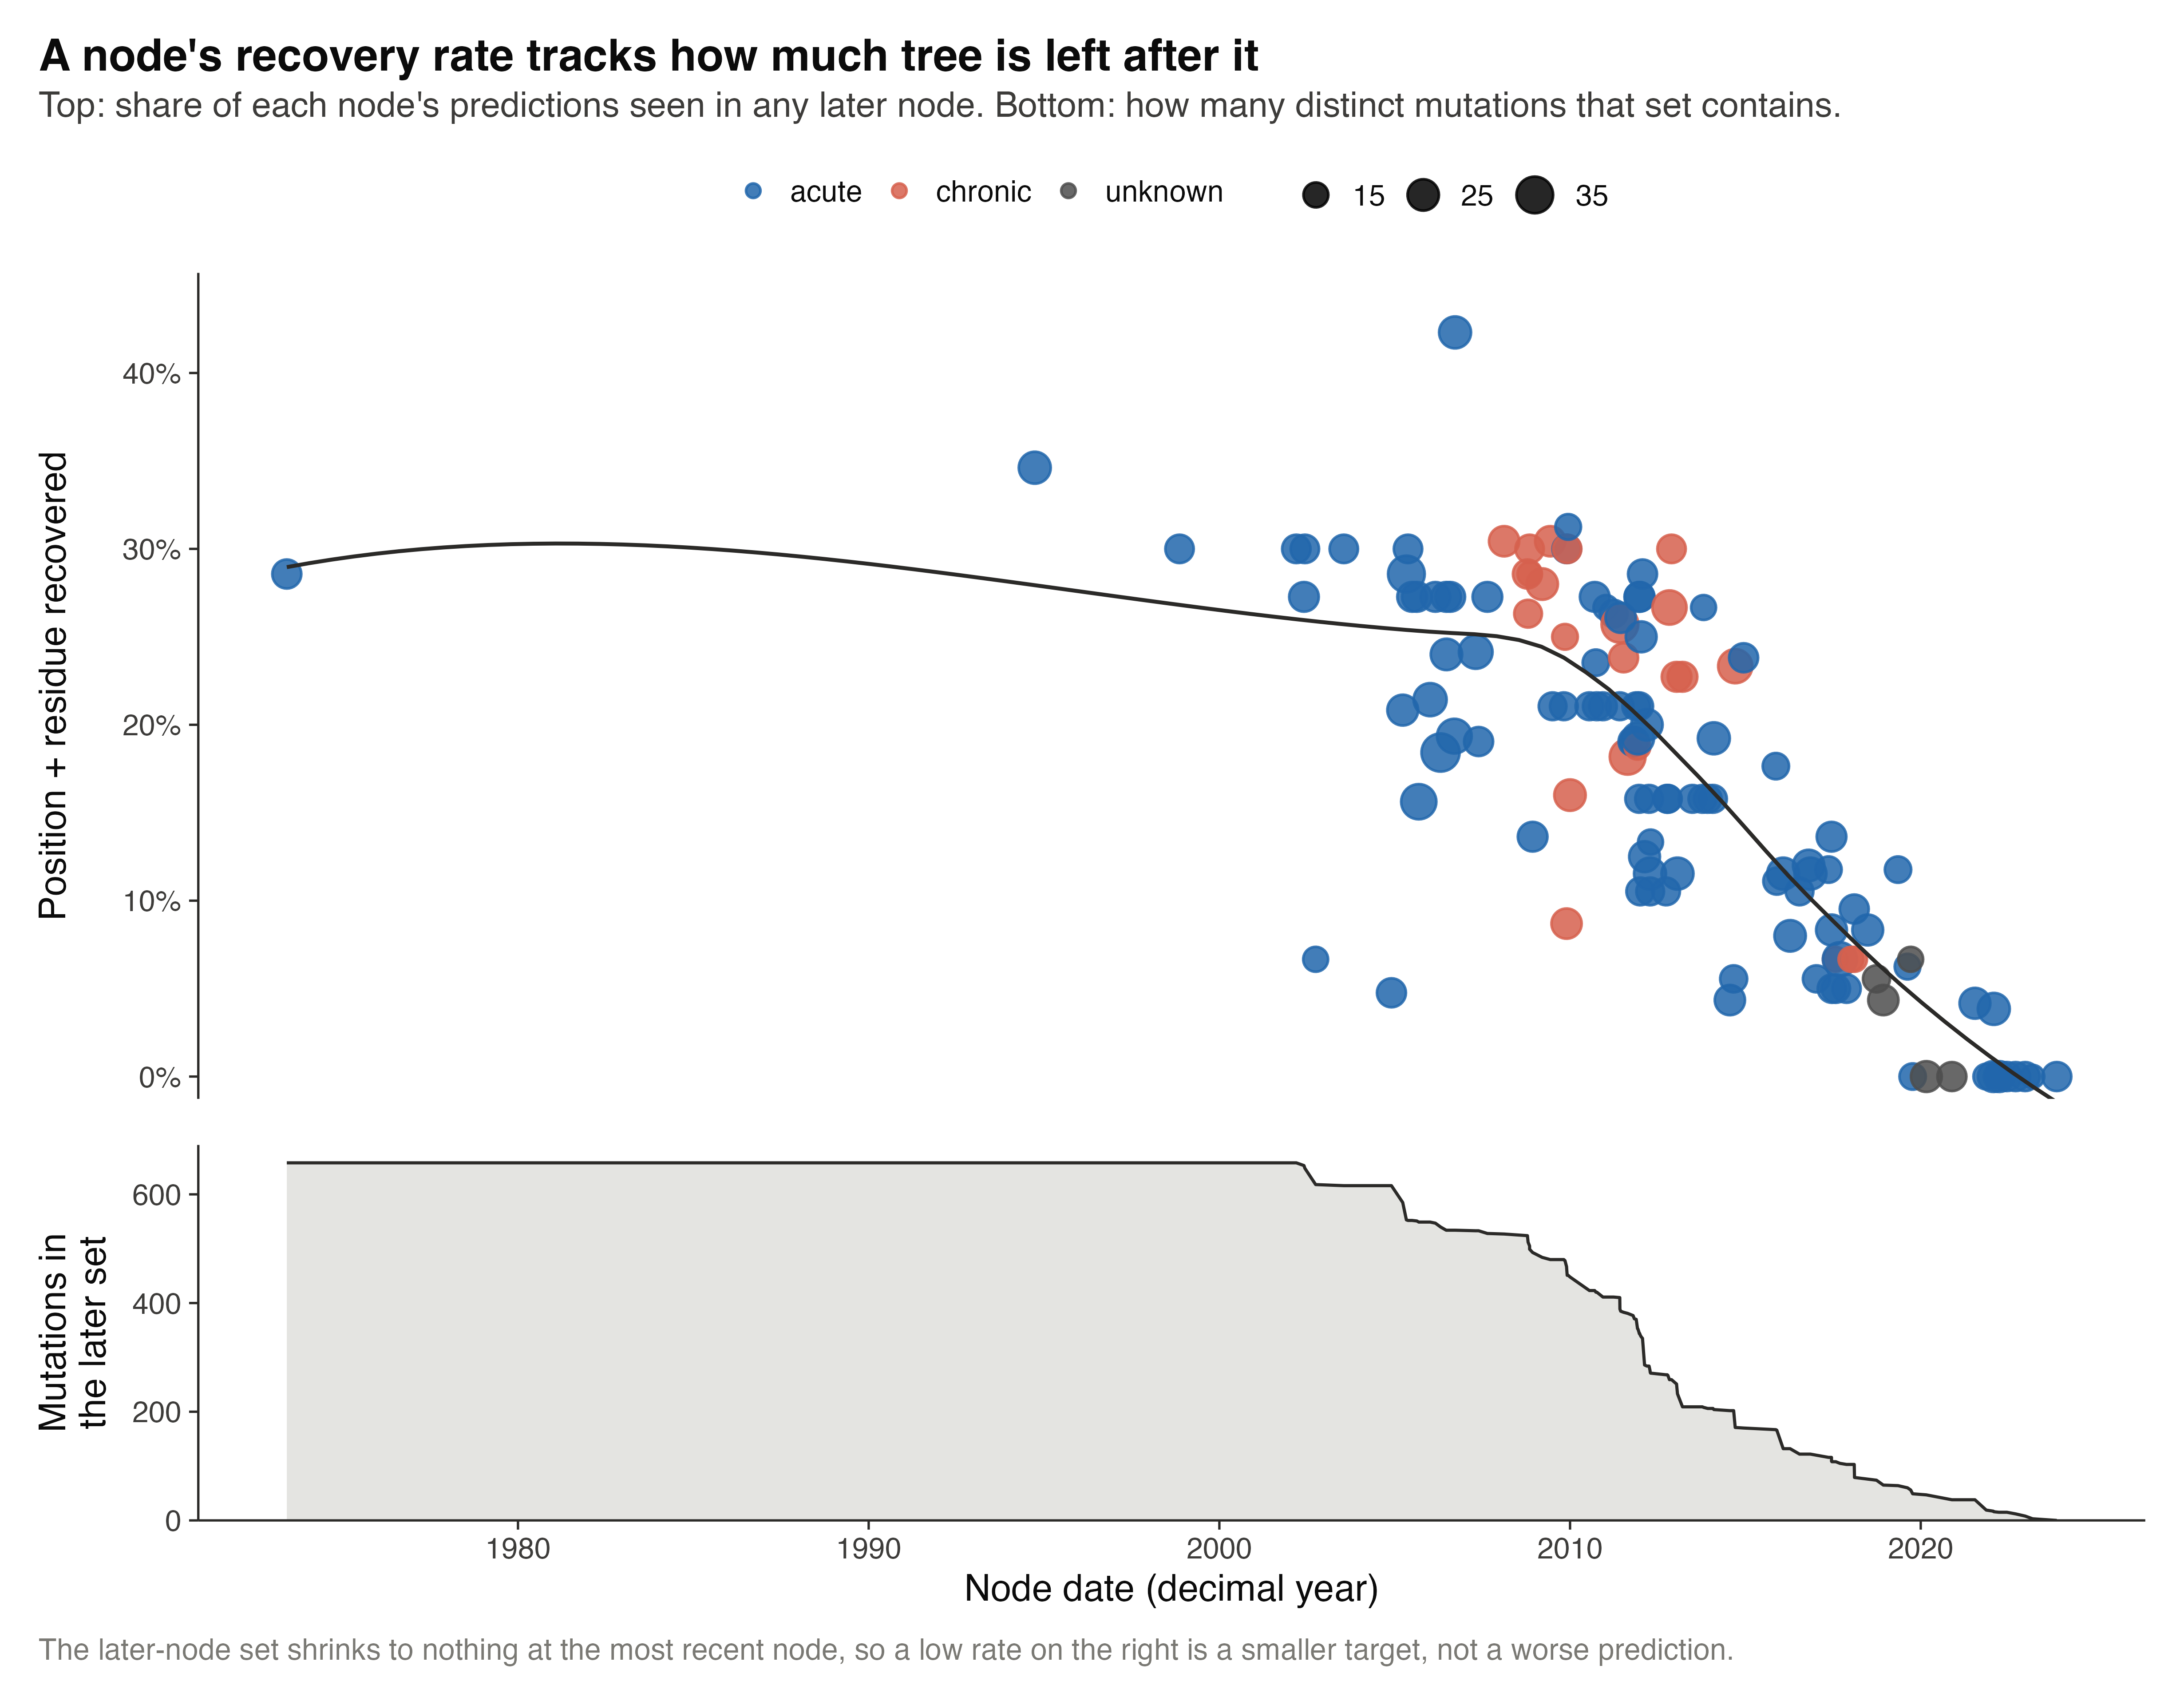 A node's recovery rate tracks how much tree is left after it
Top: share of each node's predictions seen in any later node. Bottom: how many distinct mutations that set contains.
acute chronic unknown 15 25 35
Position + residue recovered
40%
30%
20%
10%
0%
Mutations in
the later set
600
400
200
0
1980 1990 2000 2010 2020
Node date (decimal year)
The later-node set shrinks to nothing at the most recent node, so a low rate on the right is a smaller target, not a worse prediction.